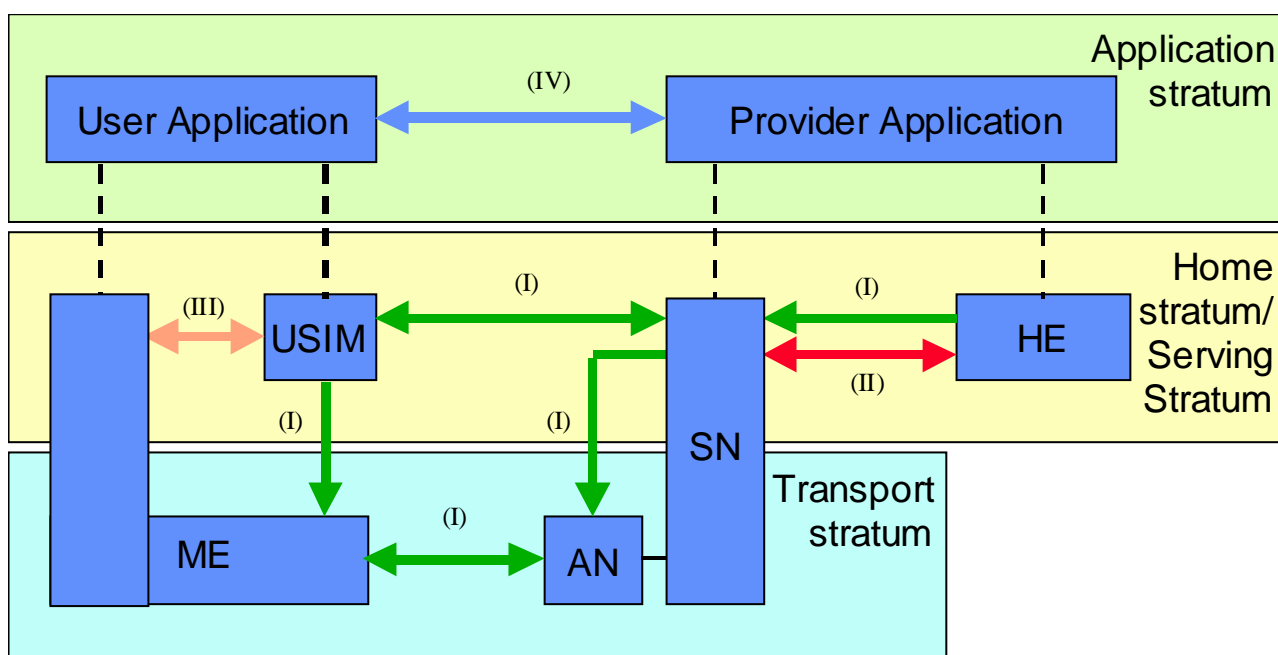 Application
stratum
(IV)
User Application
Provider Application
Home
stratum/
Serving
Stratum
(III)
USIM
(I)
(I)
HE
(II)
(I)
(I)
SN
Transport
stratum
(I)
ME
AN